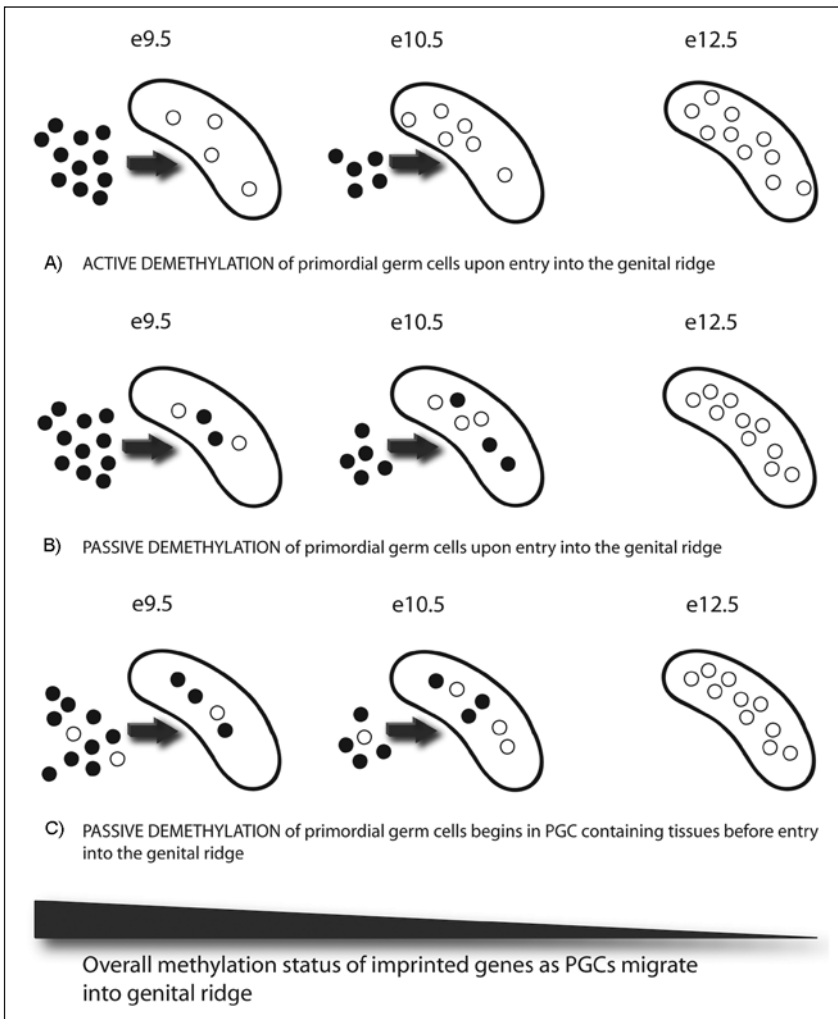 e9.5 e10.5 e12.5
A) ACTIVE DEMETHYLATION of primordial germ cells upon entry into the genital ridge
e9.5 e10.5 e12.5
B) PASSIVE DEMETHYLATION of primordial germ cells upon entry into the genital ridge
e9.5 e10.5 e12.5
C) PASSIVE DEMETHYLATION of primordial germ cells begins in PGC containing tissues before entry
into the genital ridge
Overall methylation status of imprinted genes as PGCs migrate
into genital ridge